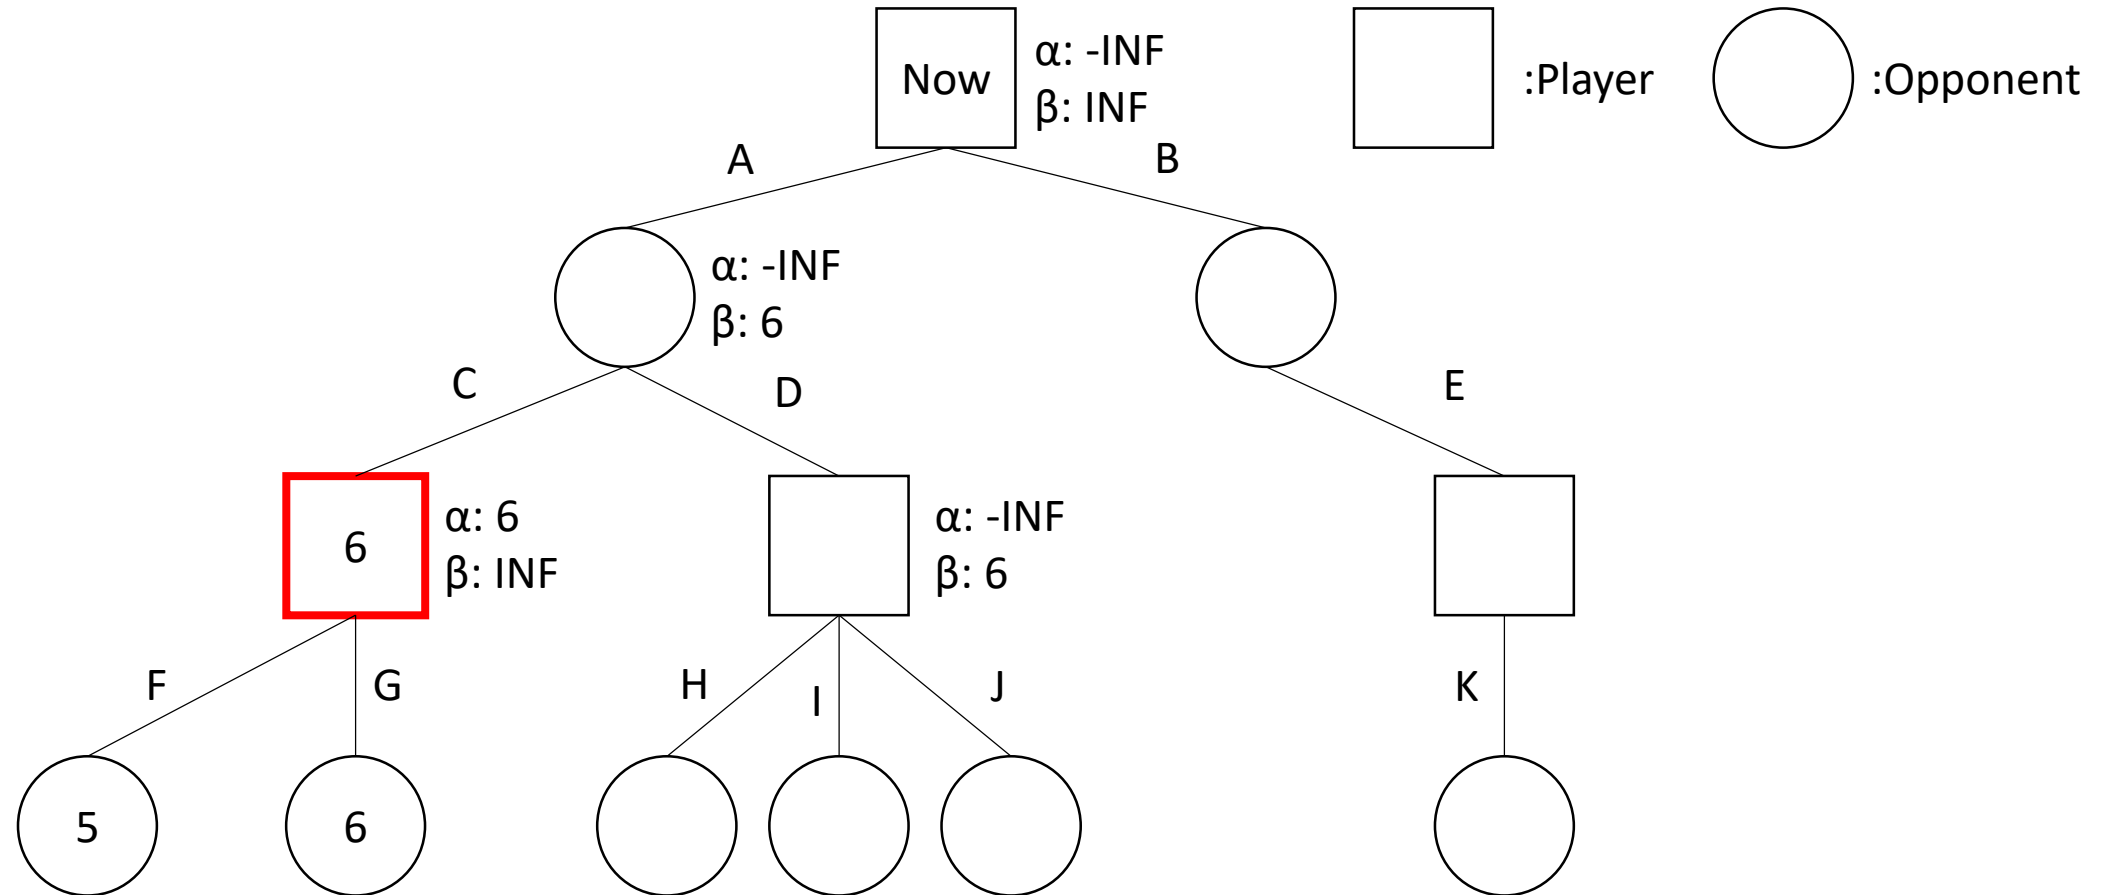 Now
α: -INF
β: INF
:Player
:Opponent
A
B
α: -INF
β: 6
C
D
E
6
α: 6
β: INF
α: -INF
β: 6
F
G
H
I
J
K
5
6